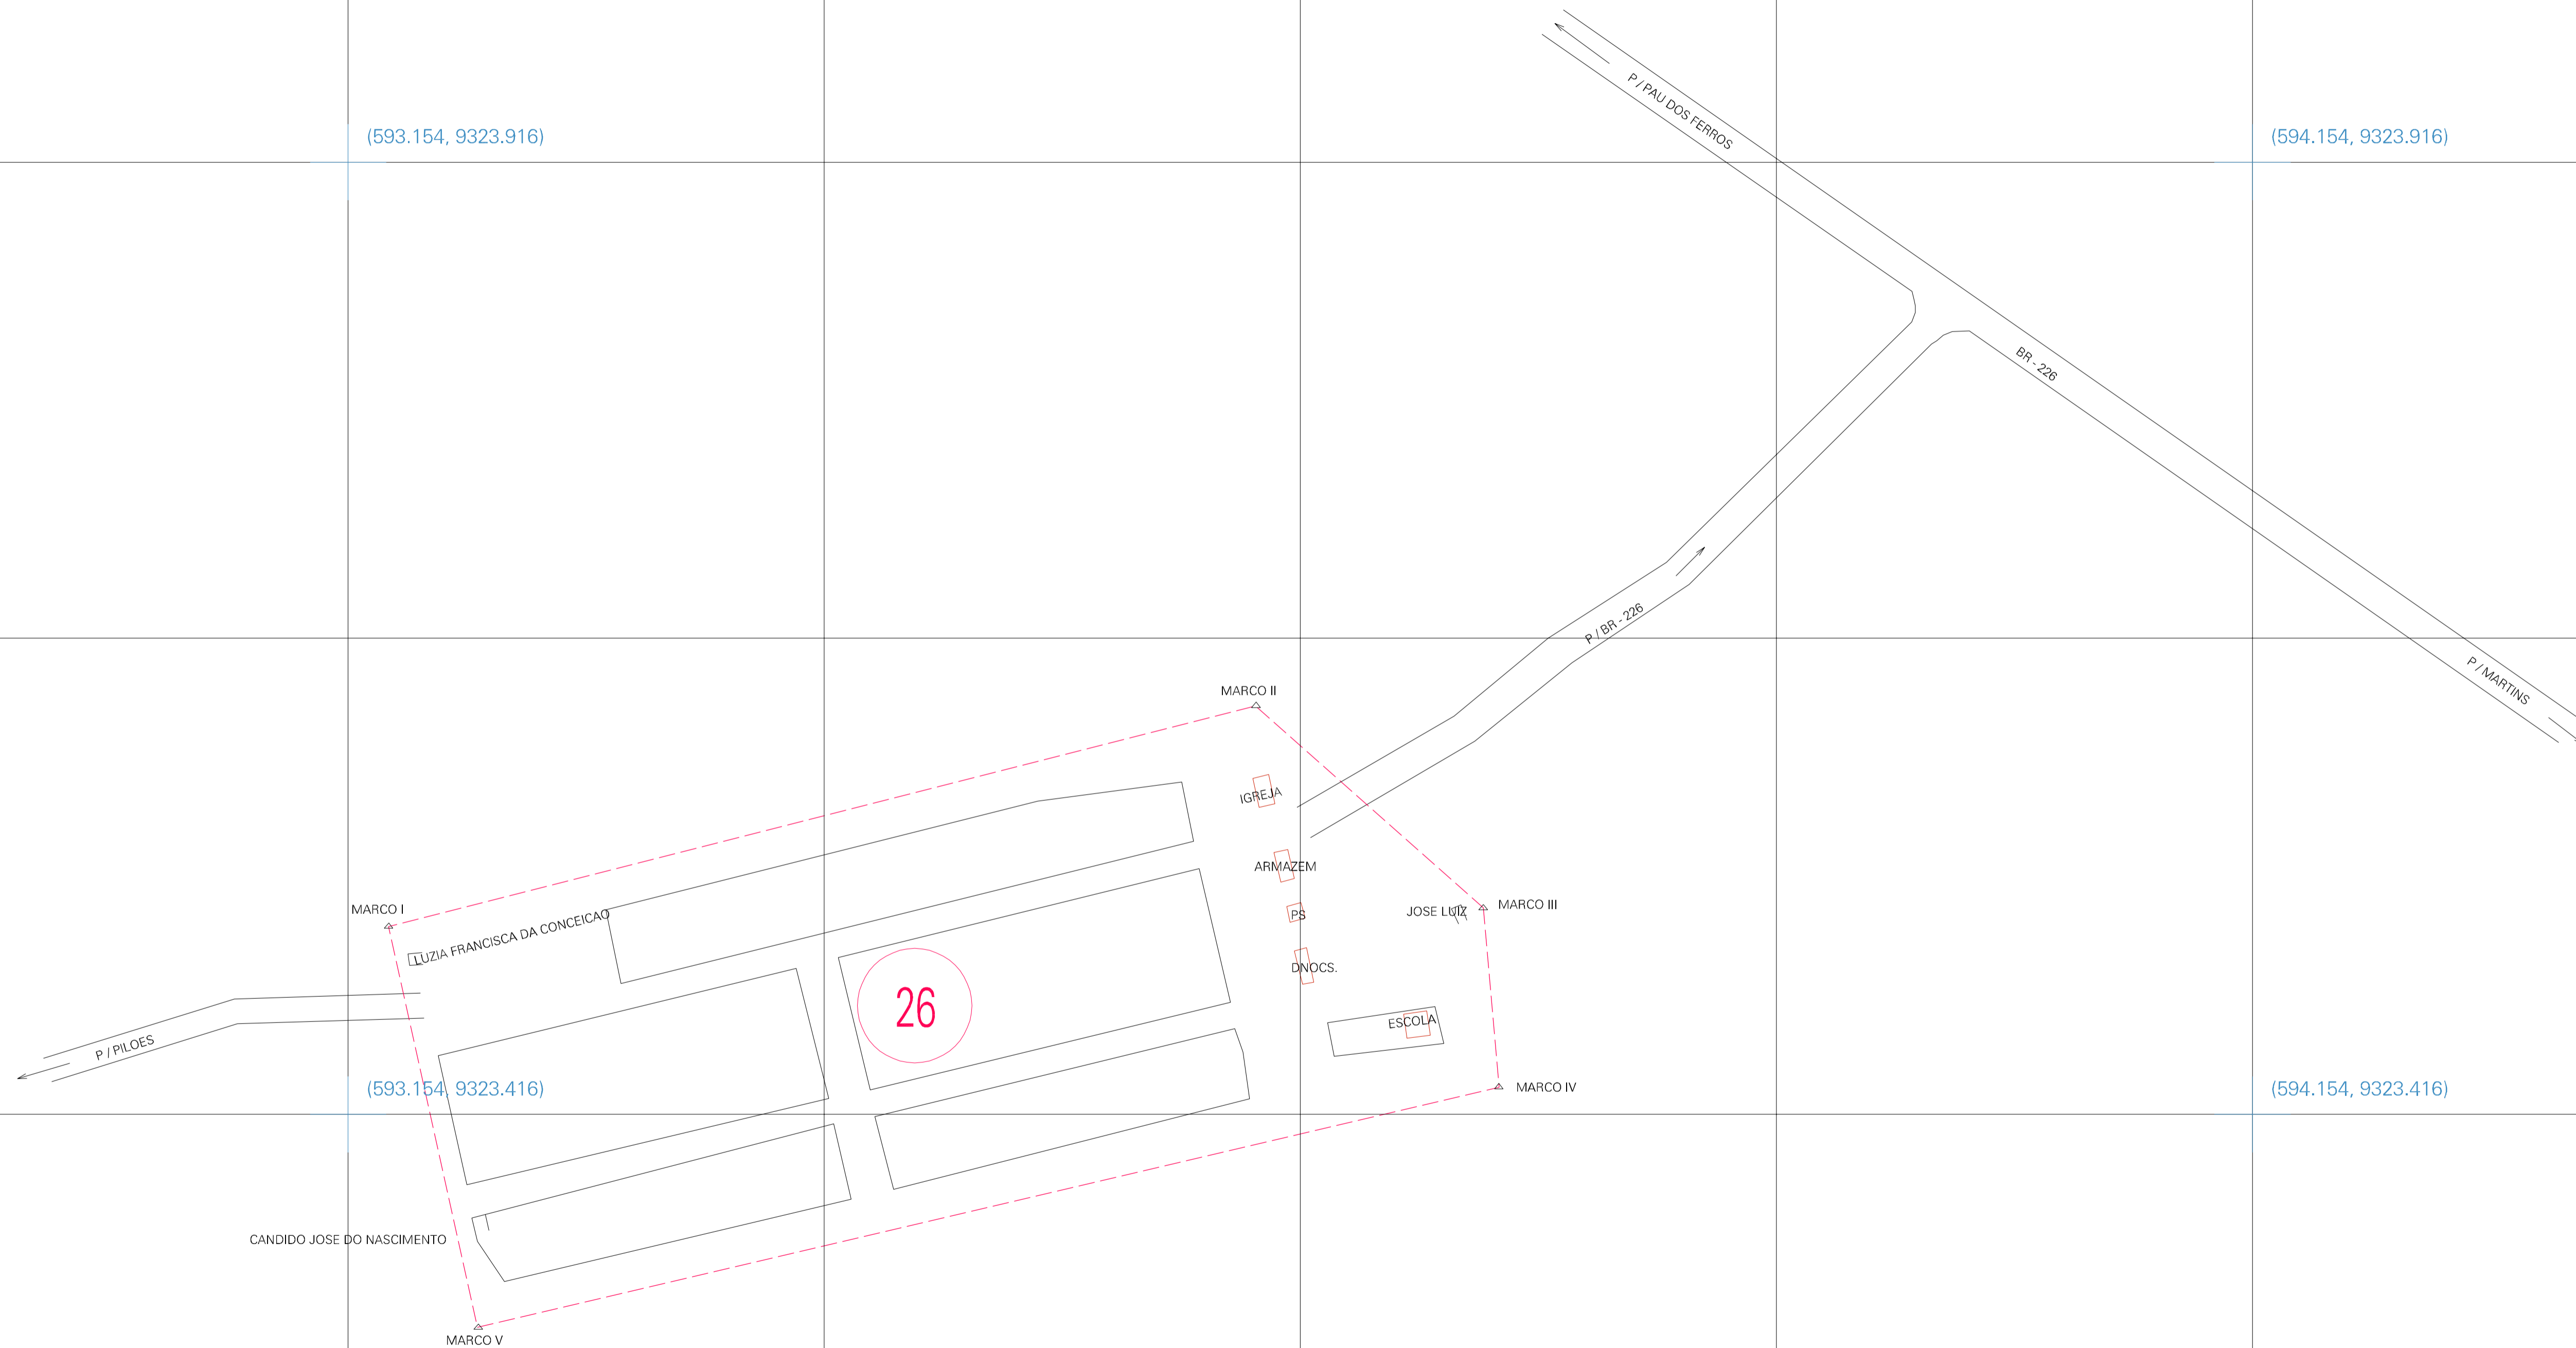 P / PAU DOS FERROS
(593.154, 9323.916)
(594.154, 9323.916)
BR - 226
P / BR - 226
P / MARTINS
MARCO II
IGREJA
ARMAZEM
MARCO I
LUZIA FRANCISCA DA CONCEICAO
PS
JOSE LUIZ
MARCO III
DNOCS.
26
ESCOLA
P / PILOES
(593.154, 9323.416)
MARCO IV
(594.154, 9323.416)
CANDIDO JOSE DO NASCIMENTO
MARCO V